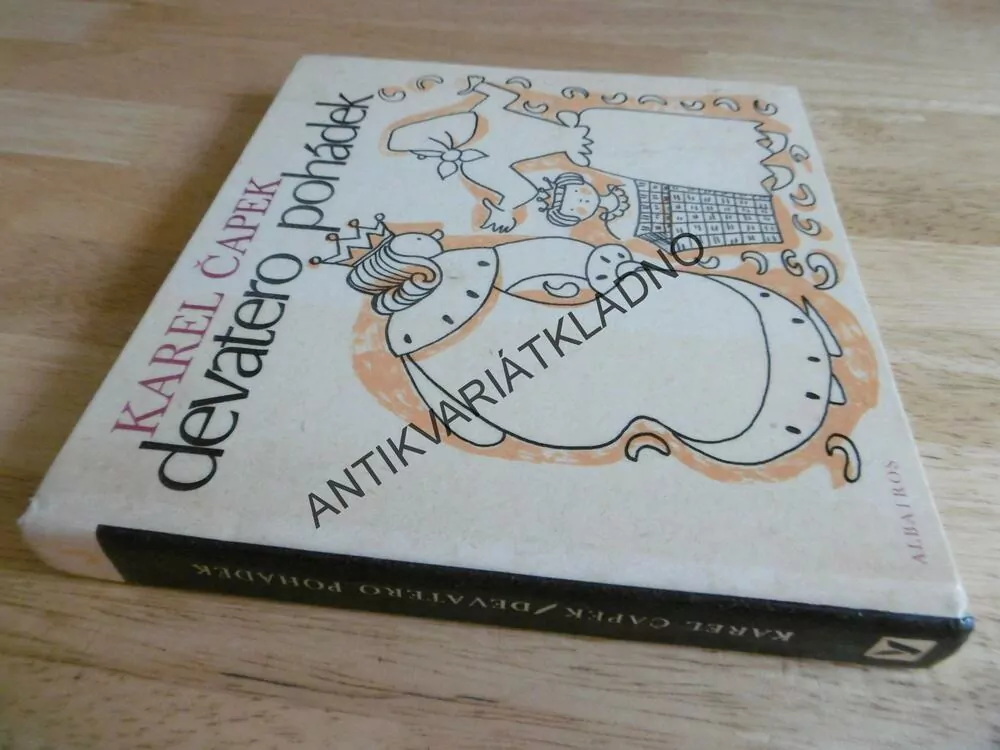 KAREL ČAPEK
devatero pohádek
ANTIKVARIÁTKLADNO
ALBATROS
KAREL ČAPEK/DEVATERO POHÁDEK